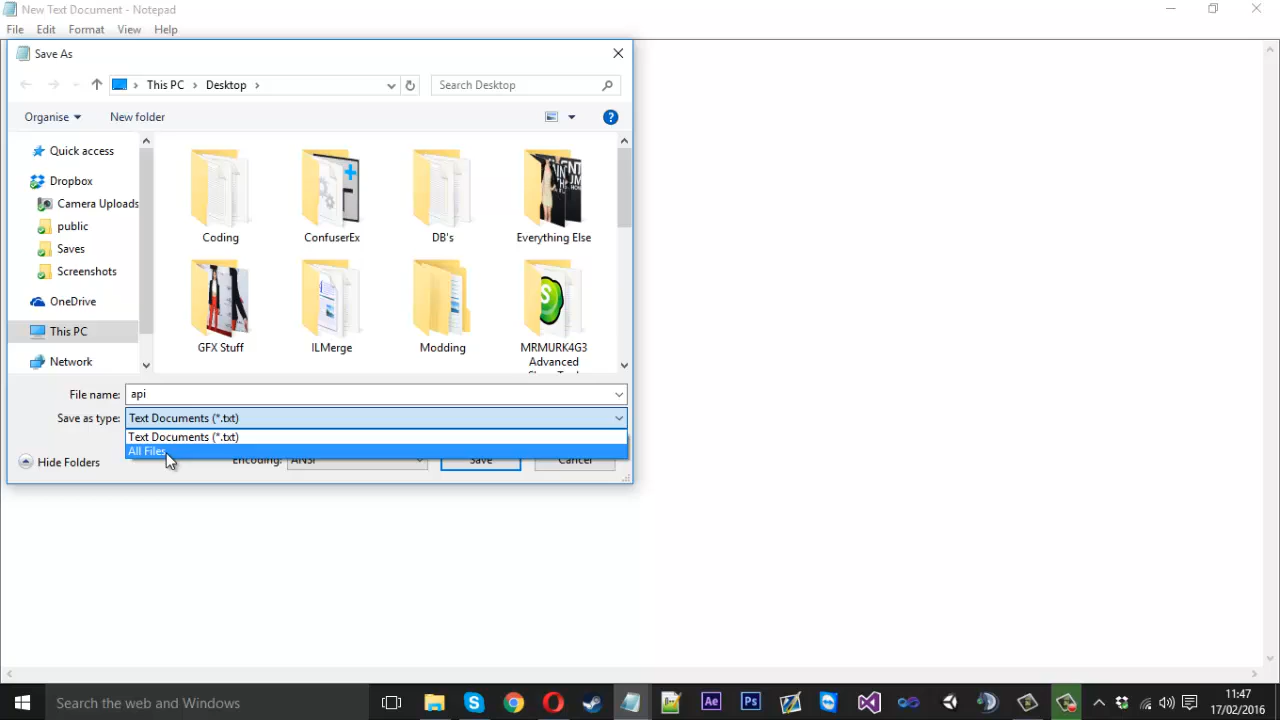 New Text Document - Notepad
File Edit Format View Help
Save As
This PC Desktop
Search Desktop
Organise New folder
Quick access
Dropbox
Camera Uploads
public
Saves
Screenshots
OneDrive
This PC
Network
Coding ConfuserEx DB's Everything Else
GFX Stuff ILMerge Modding MRMURK4G3
Advanced
File name: api
Save as type: Text Documents (*.txt)
Text Documents (*.txt)
All Files
Hide Folders Encoding: ANSI Save Cancel
Search the web and Windows
Ae Ps
11:47
17/02/2016